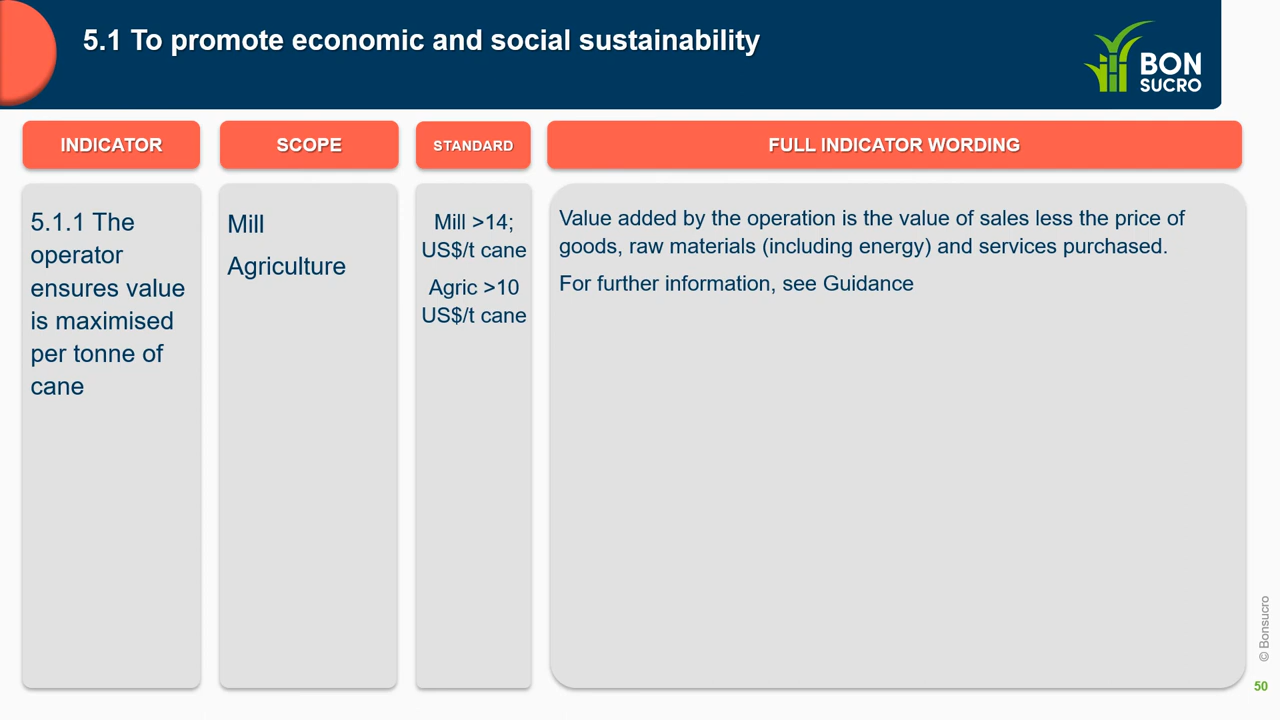 5.1 To promote economic and social sustainability
BON
SUCRO
INDICATOR
SCOPE
STANDARD
FULL INDICATOR WORDING
5.1.1 The
operator
ensures value
is maximised
per tonne of
cane
Mill
Agriculture
Mill >14;
US$/t cane
Agric >10
US$/t cane
Value added by the operation is the value of sales less the price of
goods, raw materials (including energy) and services purchased.
For further information, see Guidance
© Bonsucro
50